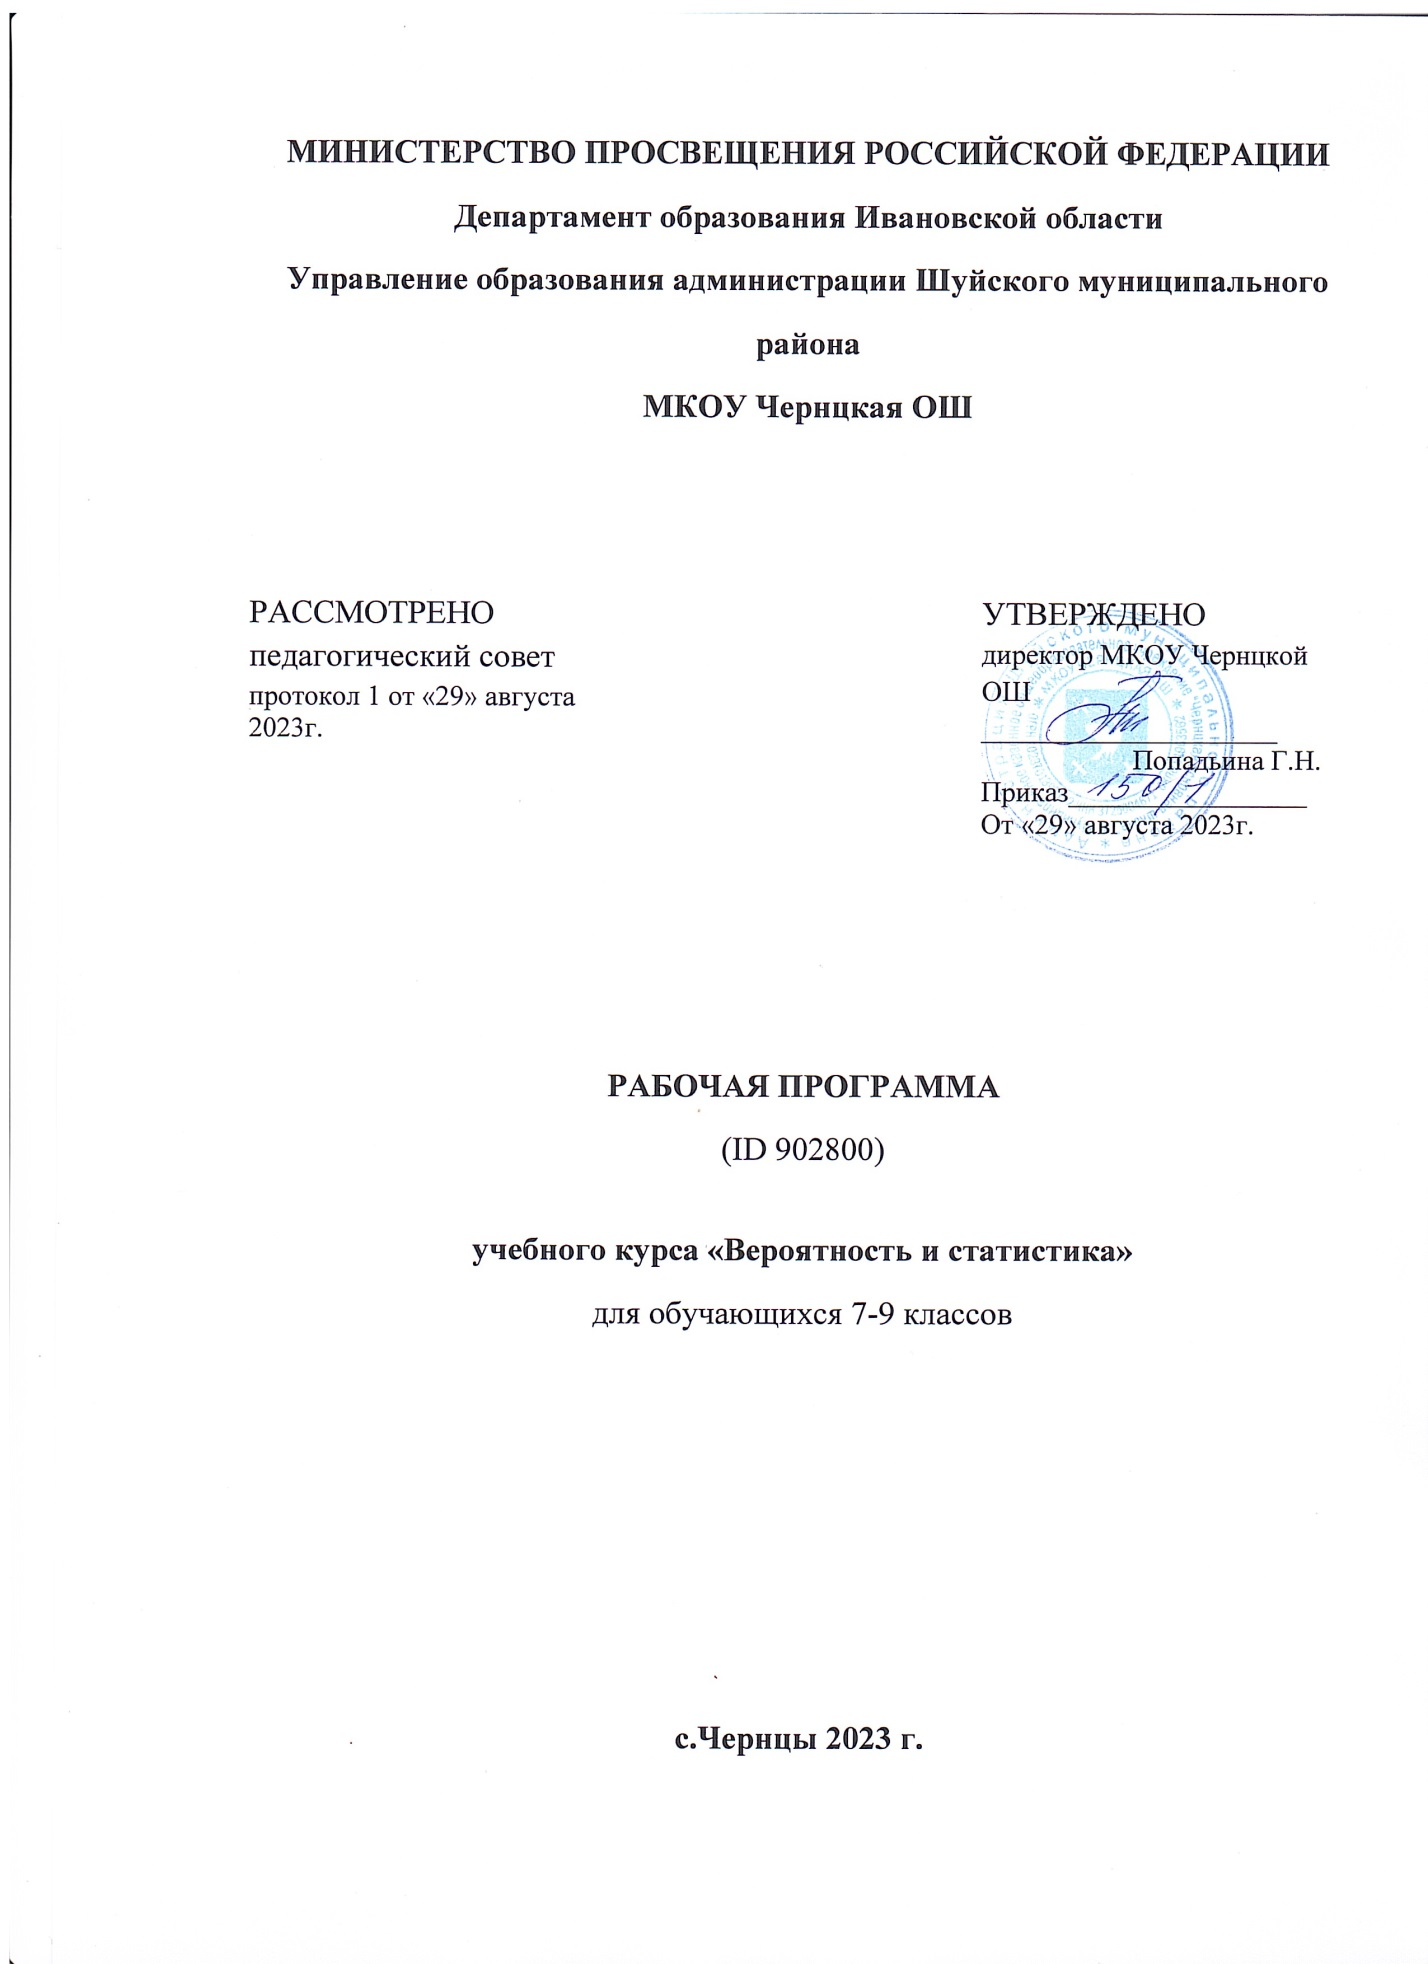 МИНИСТЕРСТВО ПРОСВЕЩЕНИЯ РОССИЙСКОЙ ФЕДЕРАЦИИ
Департамент образования Ивановской области
Управление образования администрации Шуйского муниципального
района
МКОУ Чернцкая ОШ
РАССМОТРЕНО
педагогический совет
протокол 1 от «29» августа
2023г.
УТВЕРЖДЕНО
директор МКОУ Чернцкой
ОШ
Попадьина Г.Н.
Приказ 150/1
От «29» августа 2023г.
РАБОЧАЯ ПРОГРАММА
(ID 902800)
учебного курса «Вероятность и статистика»
для обучающихся 7-9 классов
с.Чернцы 2023 г.